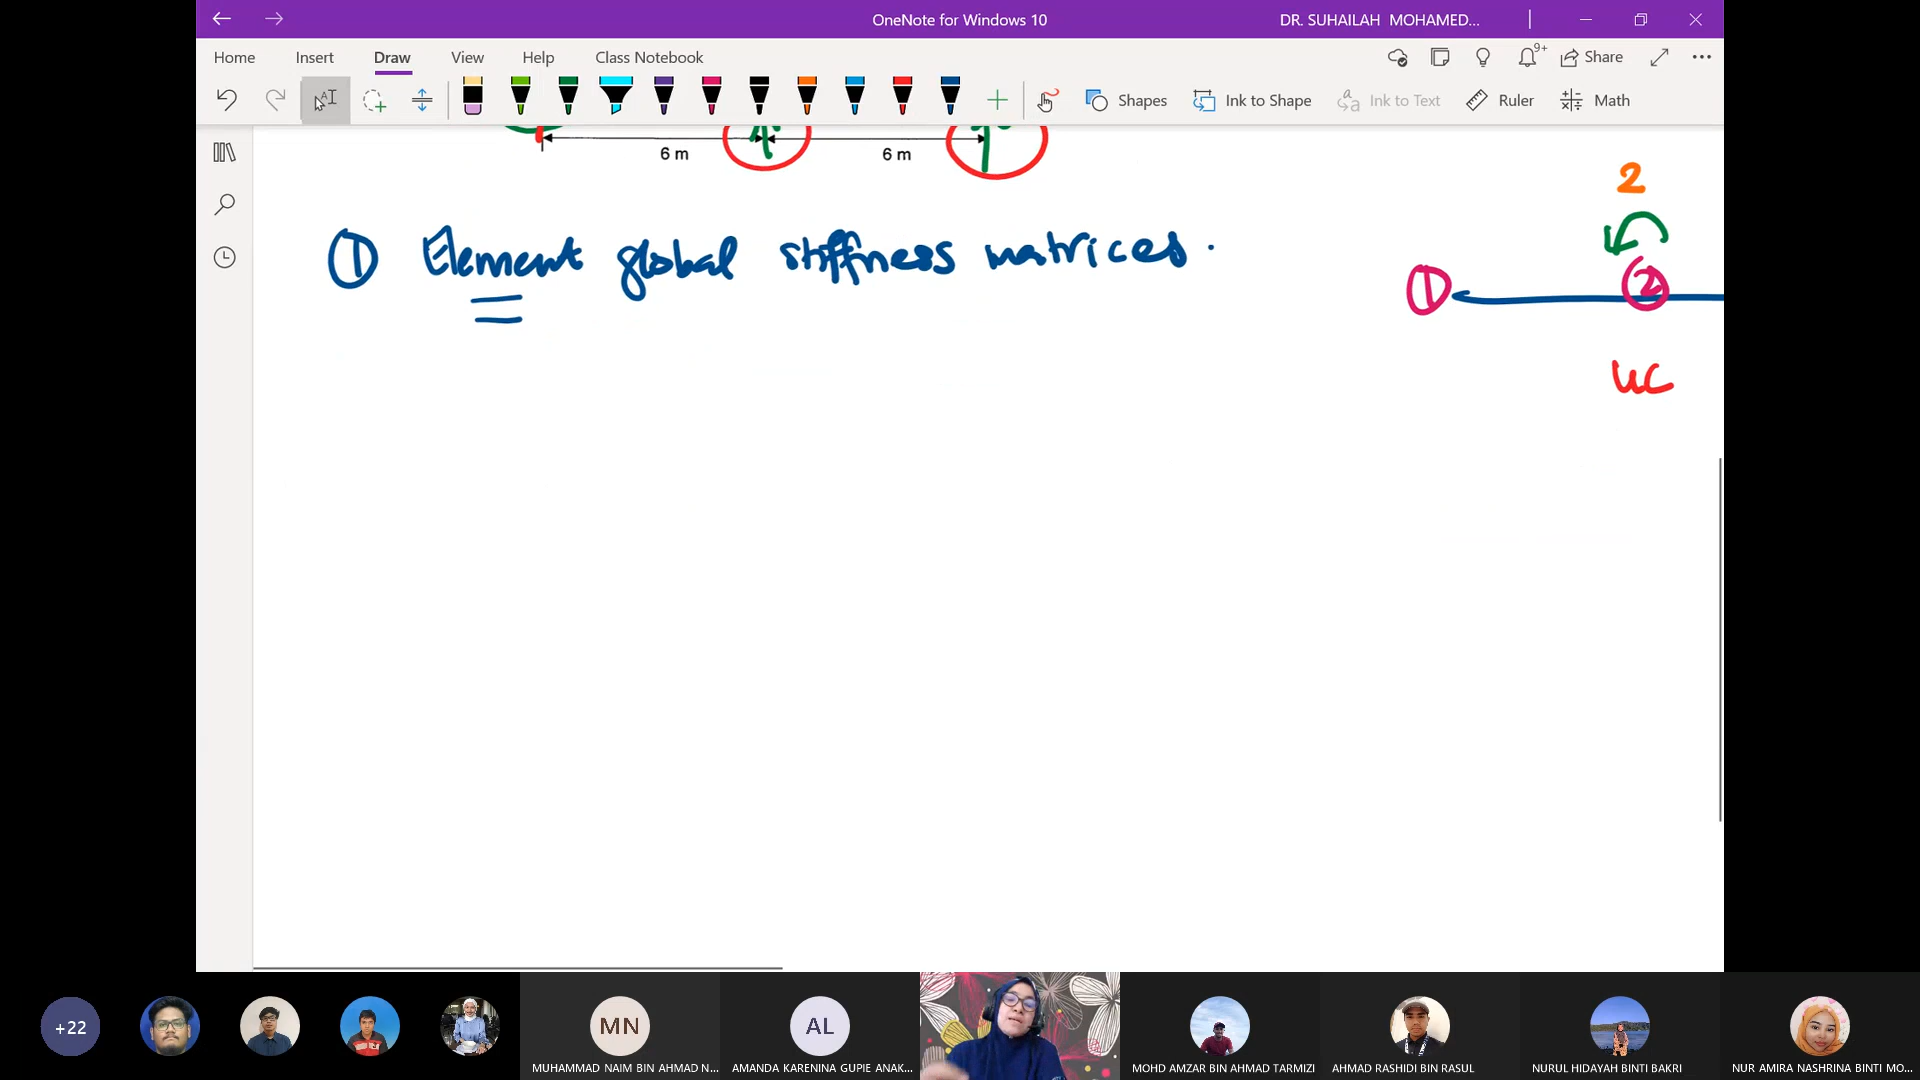 OneNote for Windows 10
DR. SUHAILAH MOHAMED...
Home Insert Draw View Help Class Notebook
9+
Share
Shapes Ink to Shape Ink to Text Ruler Math
6 m 6 m
2
① Element global stiffness matrices.
① ②
UC
+22
MN AL
MUHAMMAD NAIM BIN AHMAD N... AMANDA KARENINA GUPIE ANAK... MOHD AMZAR BIN AHMAD TARMIZI AHMAD RASHIDI BIN RASUL NURUL HIDAYAH BINTI BAKRI NUR AMIRA NASHRINA BINTI MO...